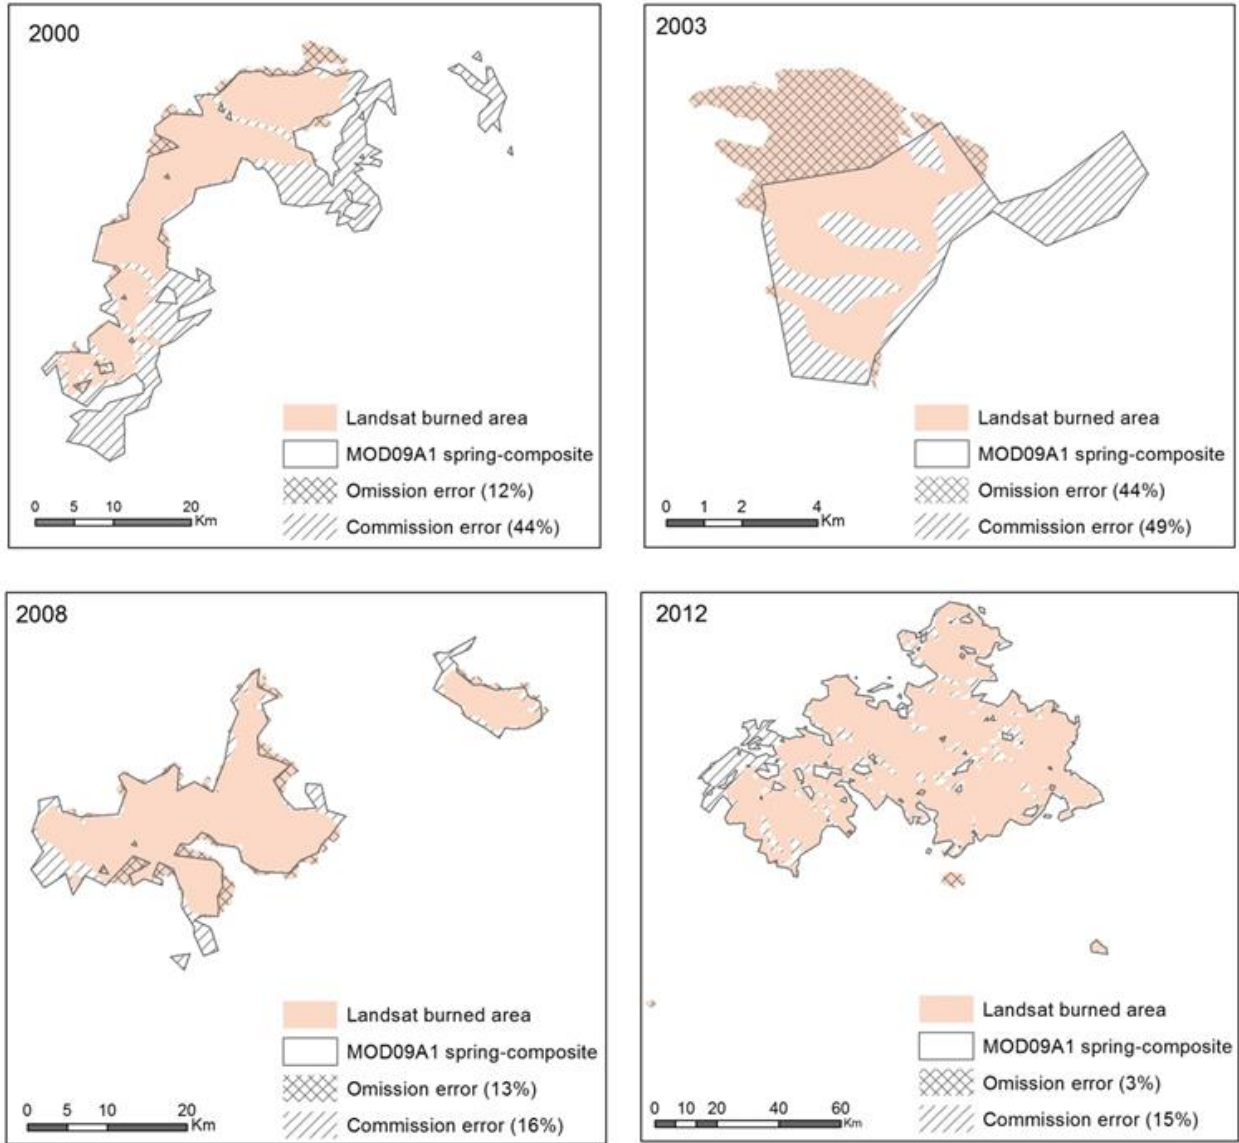 2000
Landsat burned area
MOD09A1 spring-composite
Omission error (12%)
Commission error (44%)
0 5 10 20
Km
2003
Landsat burned area
MOD09A1 spring-composite
Omission error (44%)
Commission error (49%)
0 1 2 4
Km
2008
Landsat burned area
MOD09A1 spring-composite
Omission error (13%)
Commission error (16%)
0 5 10 20
Km
2012
Landsat burned area
MOD09A1 spring-composite
Omission error (3%)
Commission error (15%)
0 10 20 40 60
Km